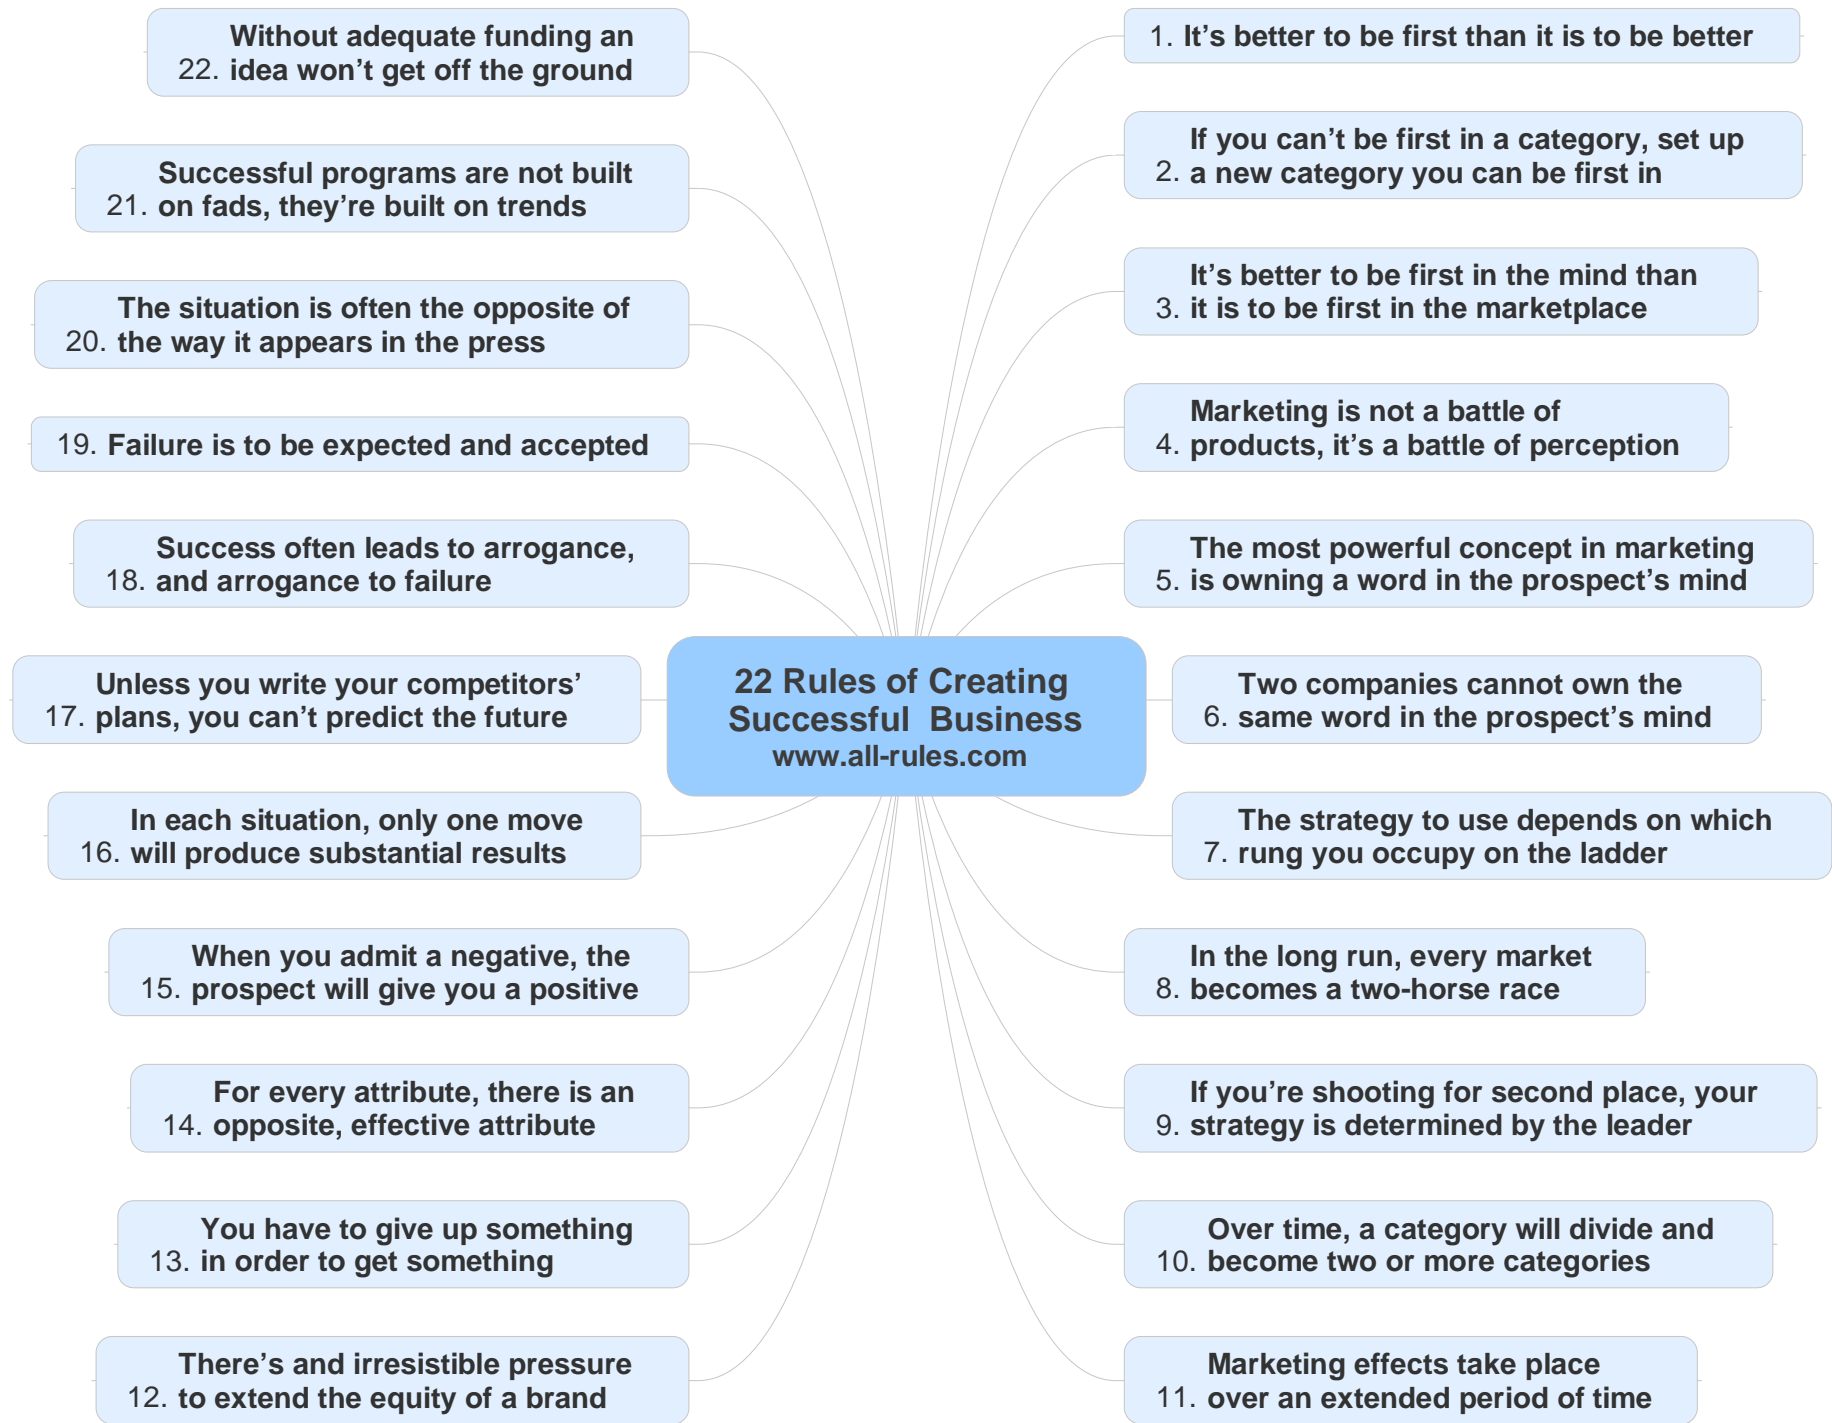 22 Rules of Creating
Successful  Business
www.all-rules.com
1. It’s better to be first than it is to be better
If you can’t be first in a category, set up
2. a new category you can be first in
It’s better to be first in the mind than
3. it is to be first in the marketplace
Marketing is not a battle of
4. products, it’s a battle of perception
The most powerful concept in marketing
5. is owning a word in the prospect’s mind
Two companies cannot own the
6. same word in the prospect’s mind
The strategy to use depends on which
7. rung you occupy on the ladder
In the long run, every market
8. becomes a two-horse race
If you’re shooting for second place, your
9. strategy is determined by the leader
Over time, a category will divide and
10. become two or more categories
Marketing effects take place
11. over an extended period of time
There’s and irresistible pressure
12. to extend the equity of a brand
You have to give up something
13. in order to get something
For every attribute, there is an
14. opposite, effective attribute
When you admit a negative, the
15. prospect will give you a positive
In each situation, only one move
16. will produce substantial results
Unless you write your competitors’
17. plans, you can’t predict the future
Success often leads to arrogance,
18. and arrogance to failure
19. Failure is to be expected and accepted
The situation is often the opposite of
20. the way it appears in the press
Successful programs are not built
21. on fads, they’re built on trends
Without adequate funding an
22. idea won’t get off the ground